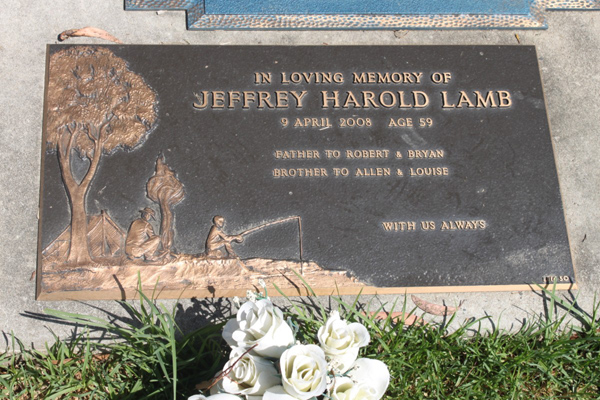 IN LOVING MEMORY OF
JEFFREY HAROLD LAMB
9 APRIL 2008 AGE 59
FATHER TO ROBERT & BRYAN
BROTHER TO ALLEN & LOUISE
WITH US ALWAYS